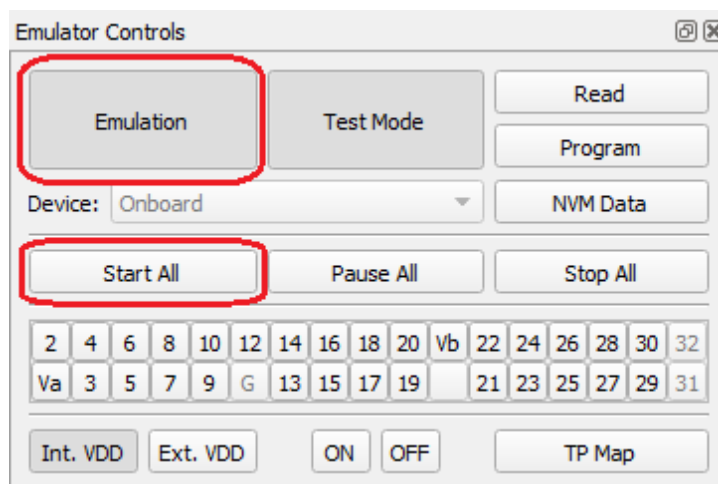 Emulator Controls
Emulation Test Mode Read
Program
Device: Onboard NVM Data
Start All Pause All Stop All
2 4 6 8 10 12 14 16 18 20 Vb 22 24 26 28 30 32
Va 3 5 7 9 G 13 15 17 19 21 23 25 27 29 31
Int. VDD Ext. VDD ON OFF TP Map